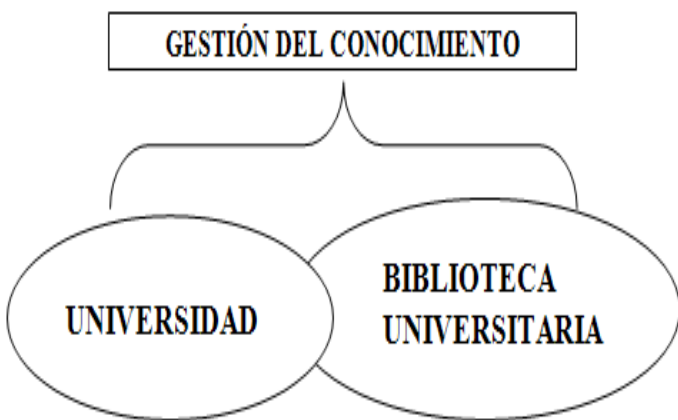 GESTIÓN DEL CONOCIMIENTO
UNIVERSIDAD
BIBLIOTECA
UNIVERSITARIA